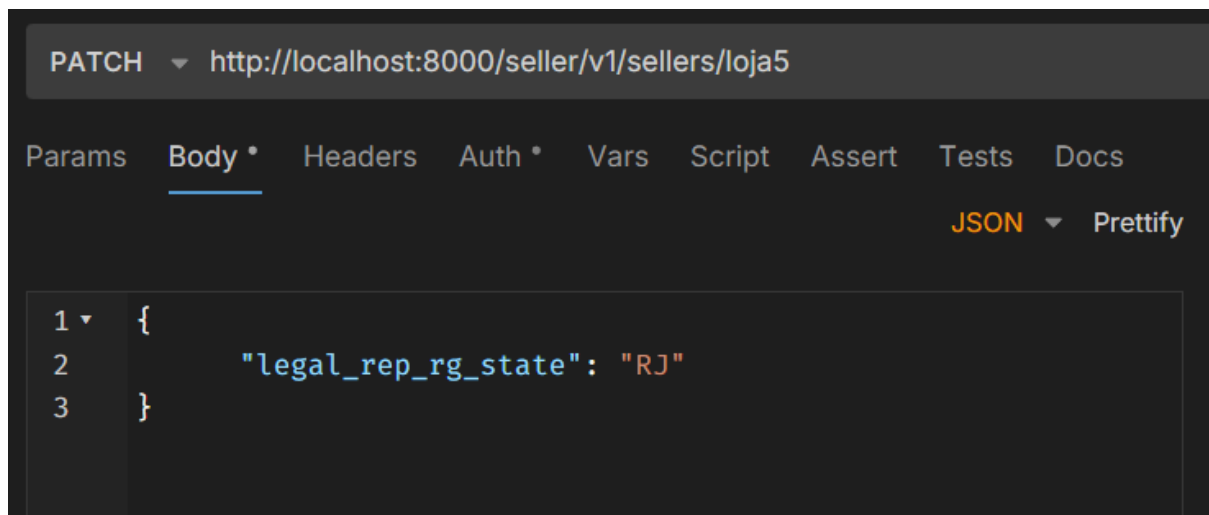 PATCH http://localhost:8000/seller/v1/sellers/loja5
Params Body Headers Auth Vars Script Assert Tests Docs
JSON Prettify
1 {
2 "legal_rep_rg_state": "RJ"
3 }